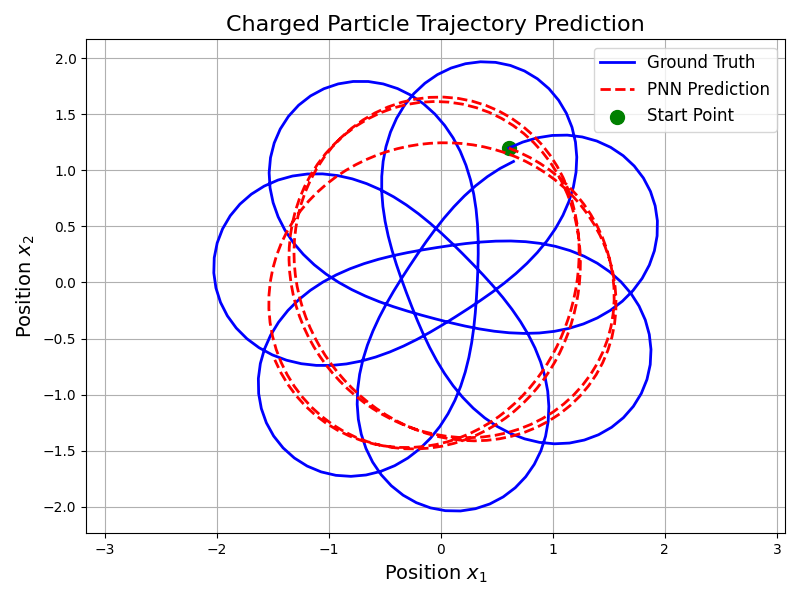 Charged Particle Trajectory Prediction
Ground Truth
PNN Prediction
Start Point
2.0
1.5
1.0
0.5
0.0
−0.5
−1.0
−1.5
−2.0
Position x₂
−3
−2
−1
0
1
2
3
Position x₁